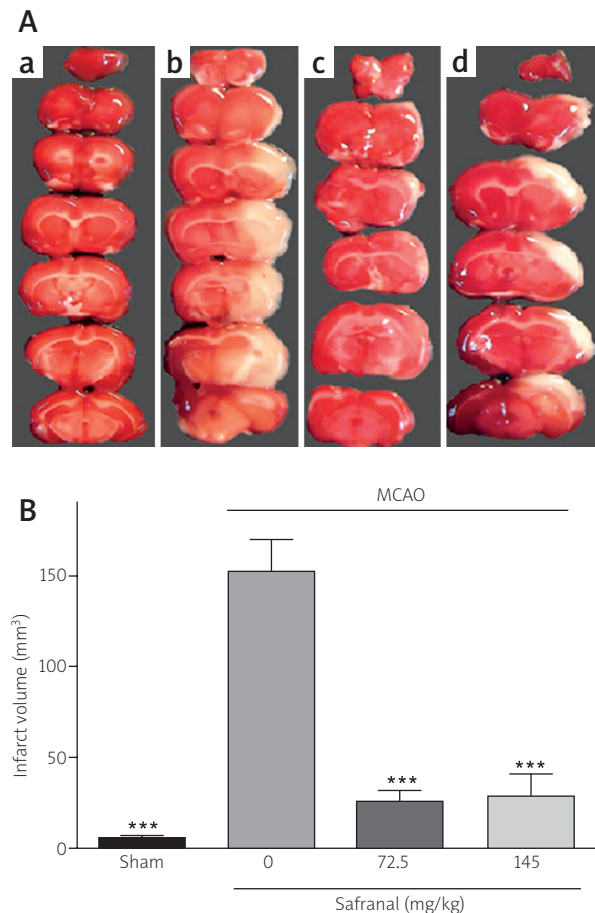 A
a b c d
B
MCAO
Infarct volume (mm³)
150
100
50
0
*** *** ***
Sham 0 72.5 145
Safranal (mg/kg)